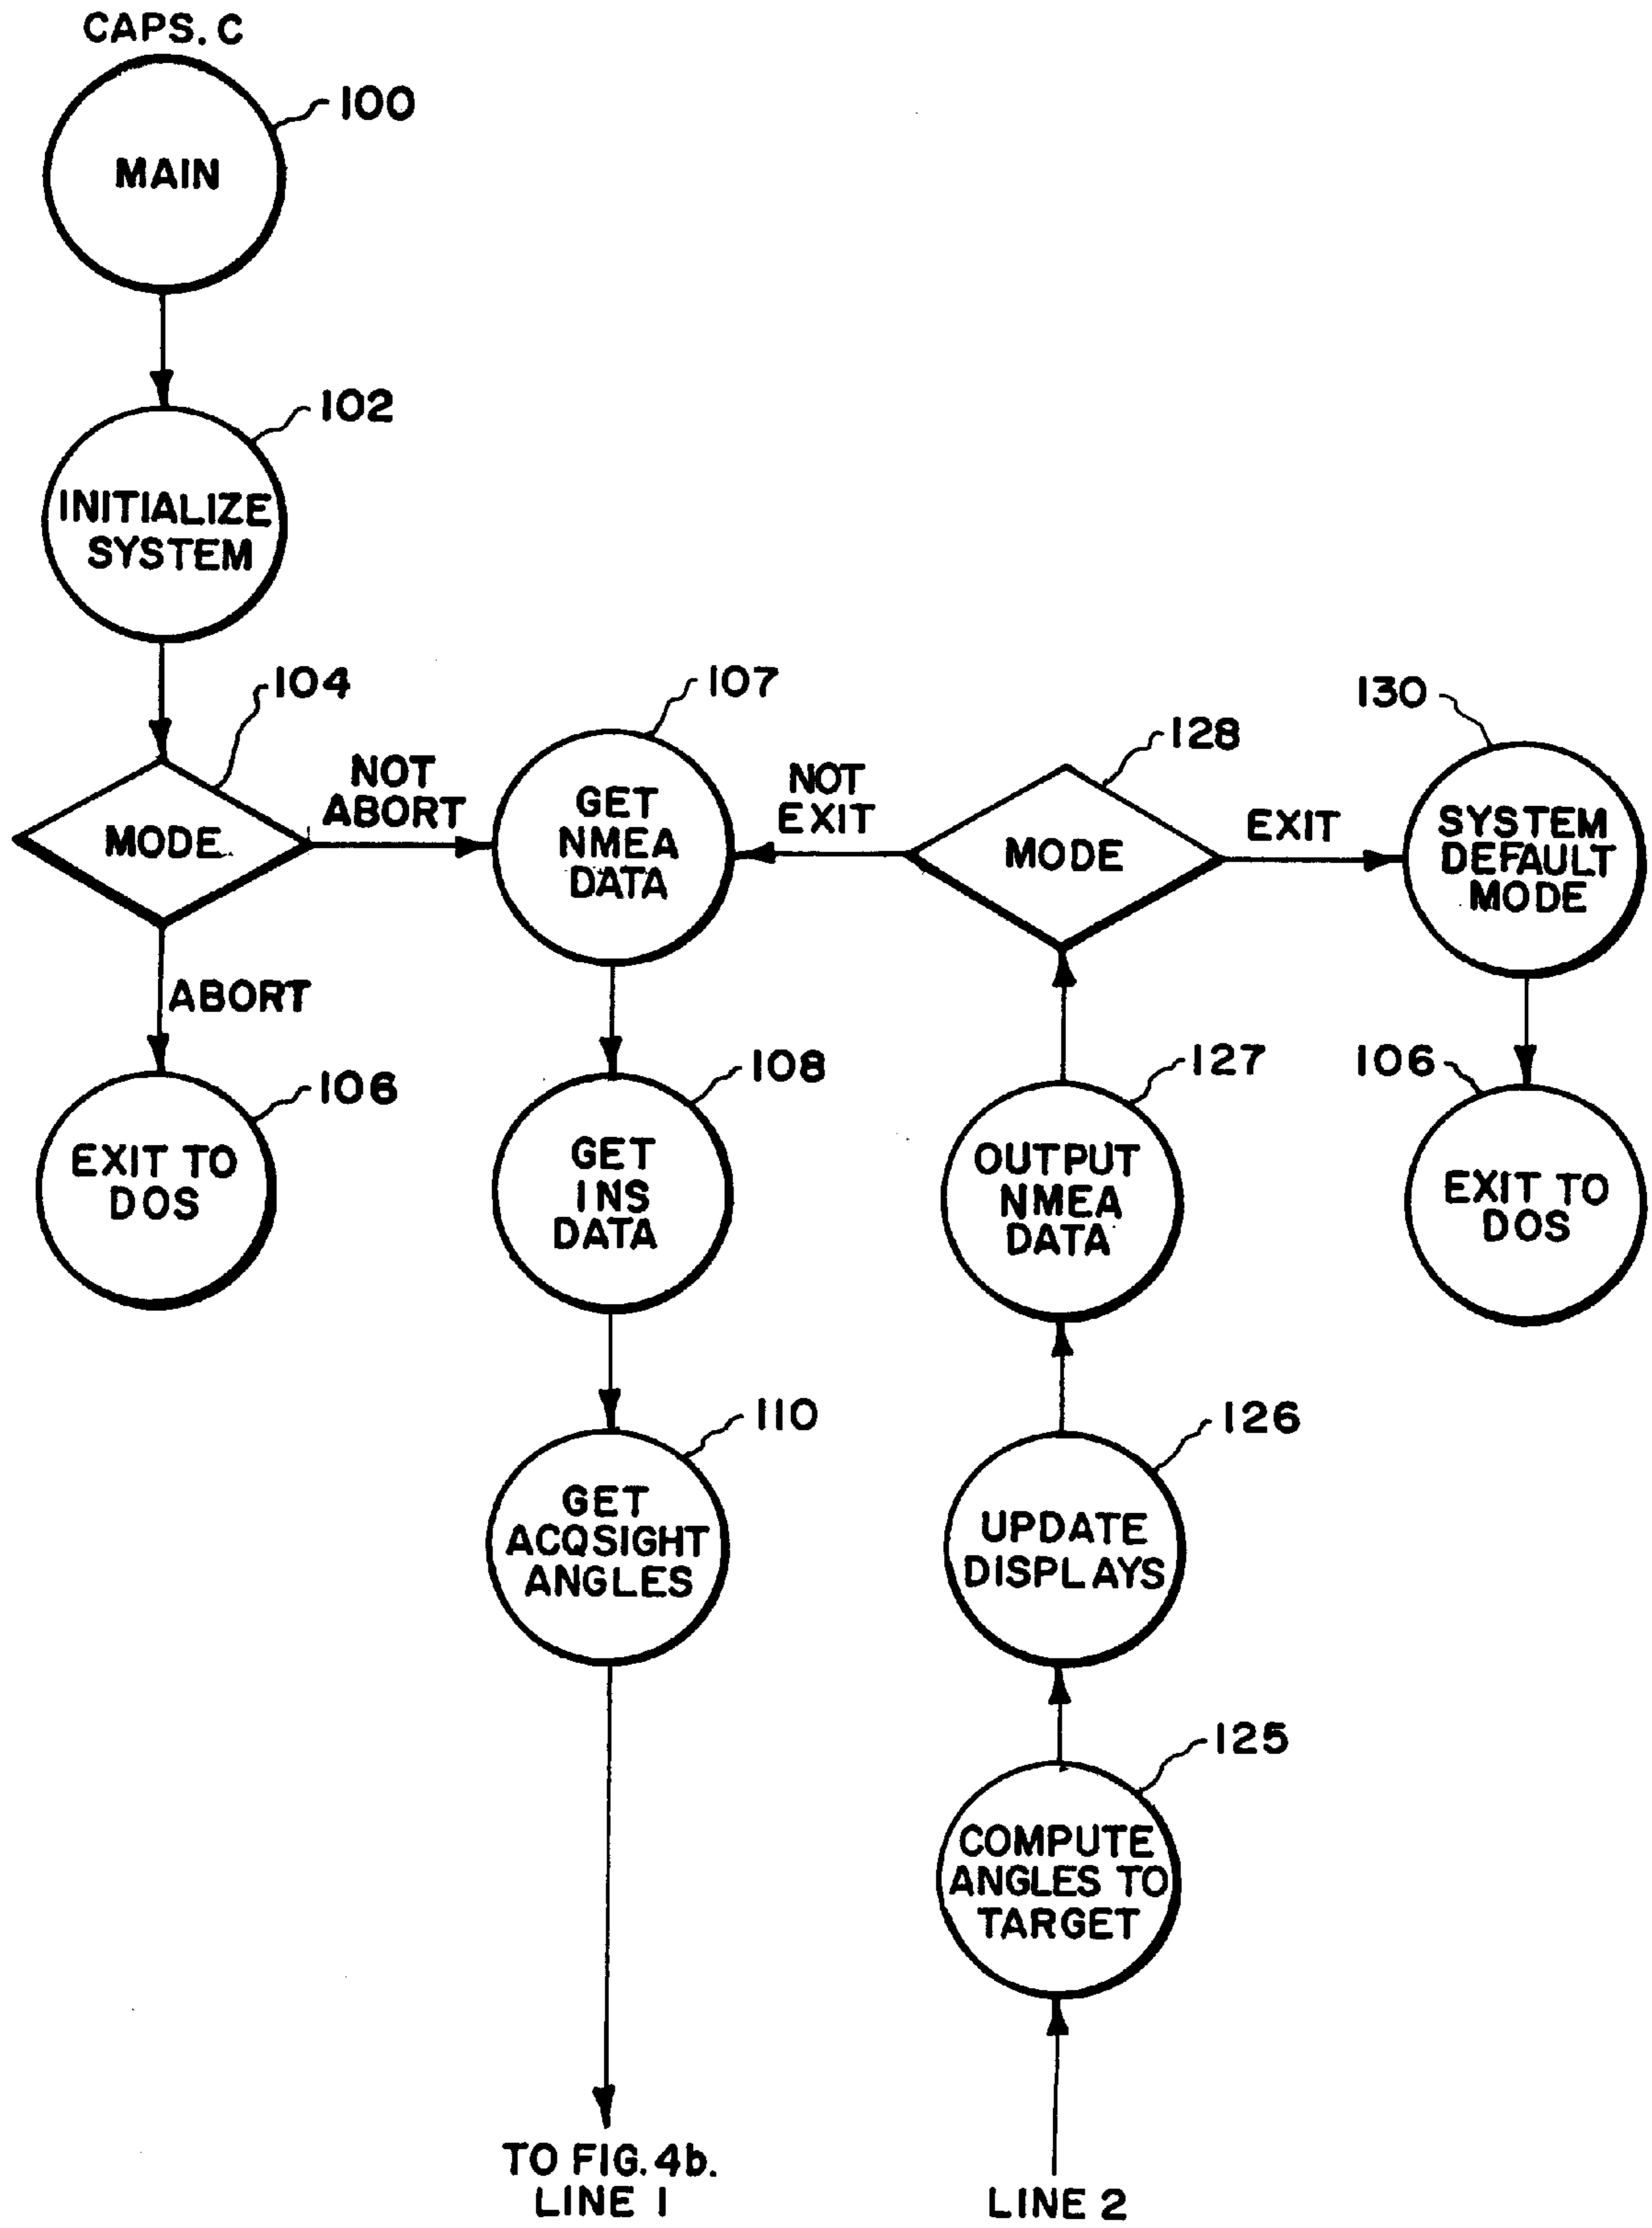 CAPS. C
100
MAIN
102
INITIALIZE
SYSTEM
104
MODE
NOT
ABORT
ABORT
106
EXIT TO
DOS
107
GET
NMEA
DATA
108
GET
INS
DATA
110
GET
ACQSIGHT
ANGLES
TO FIG. 4b.
LINE 1
NOT
EXIT
128
MODE
EXIT
127
OUTPUT
NMEA
DATA
126
UPDATE
DISPLAYS
125
COMPUTE
ANGLES TO
TARGET
LINE 2
130
SYSTEM
DEFAULT
MODE
106
EXIT TO
DOS